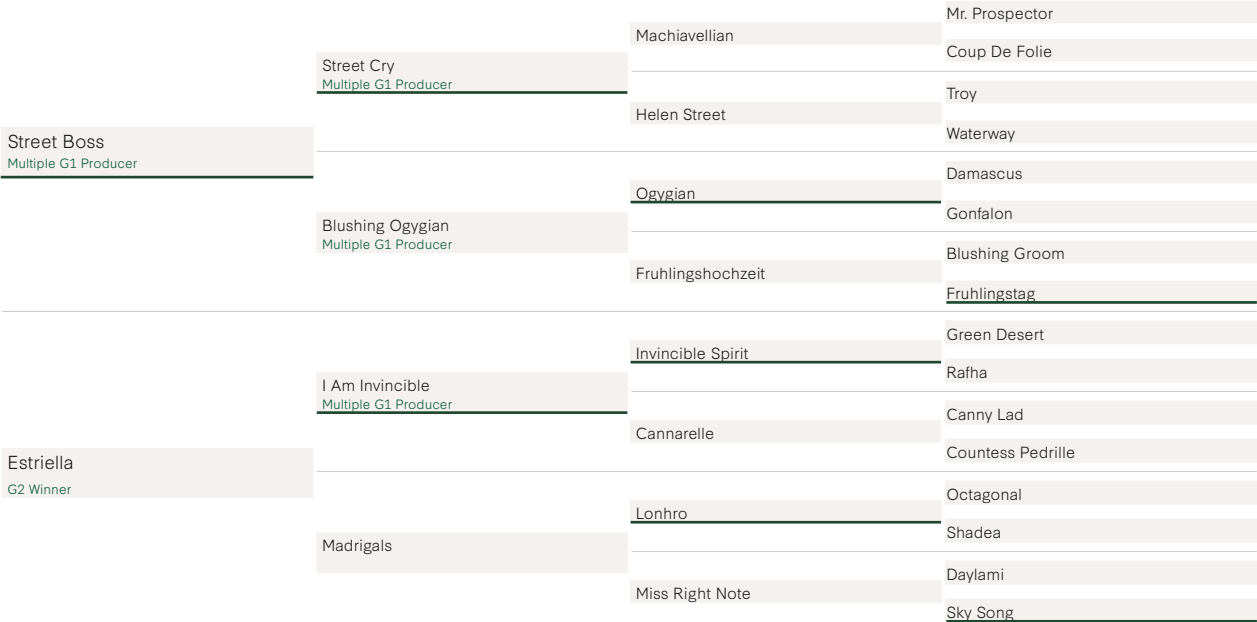 Street Boss
Multiple G1 Producer
Street Cry
Multiple G1 Producer
Machiavellian
Mr. Prospector
Coup De Folie
Helen Street
Troy
Waterway
Blushing Ogygian
Multiple G1 Producer
Ogygian
Damascus
Gonfalon
Fruhlingshochzeit
Blushing Groom
Fruhlingstag
Estriella
G2 Winner
I Am Invincible
Multiple G1 Producer
Invincible Spirit
Green Desert
Rafha
Cannarelle
Canny Lad
Countess Pedrille
Madrigals
Lonhro
Octagonal
Shadea
Miss Right Note
Daylami
Sky Song